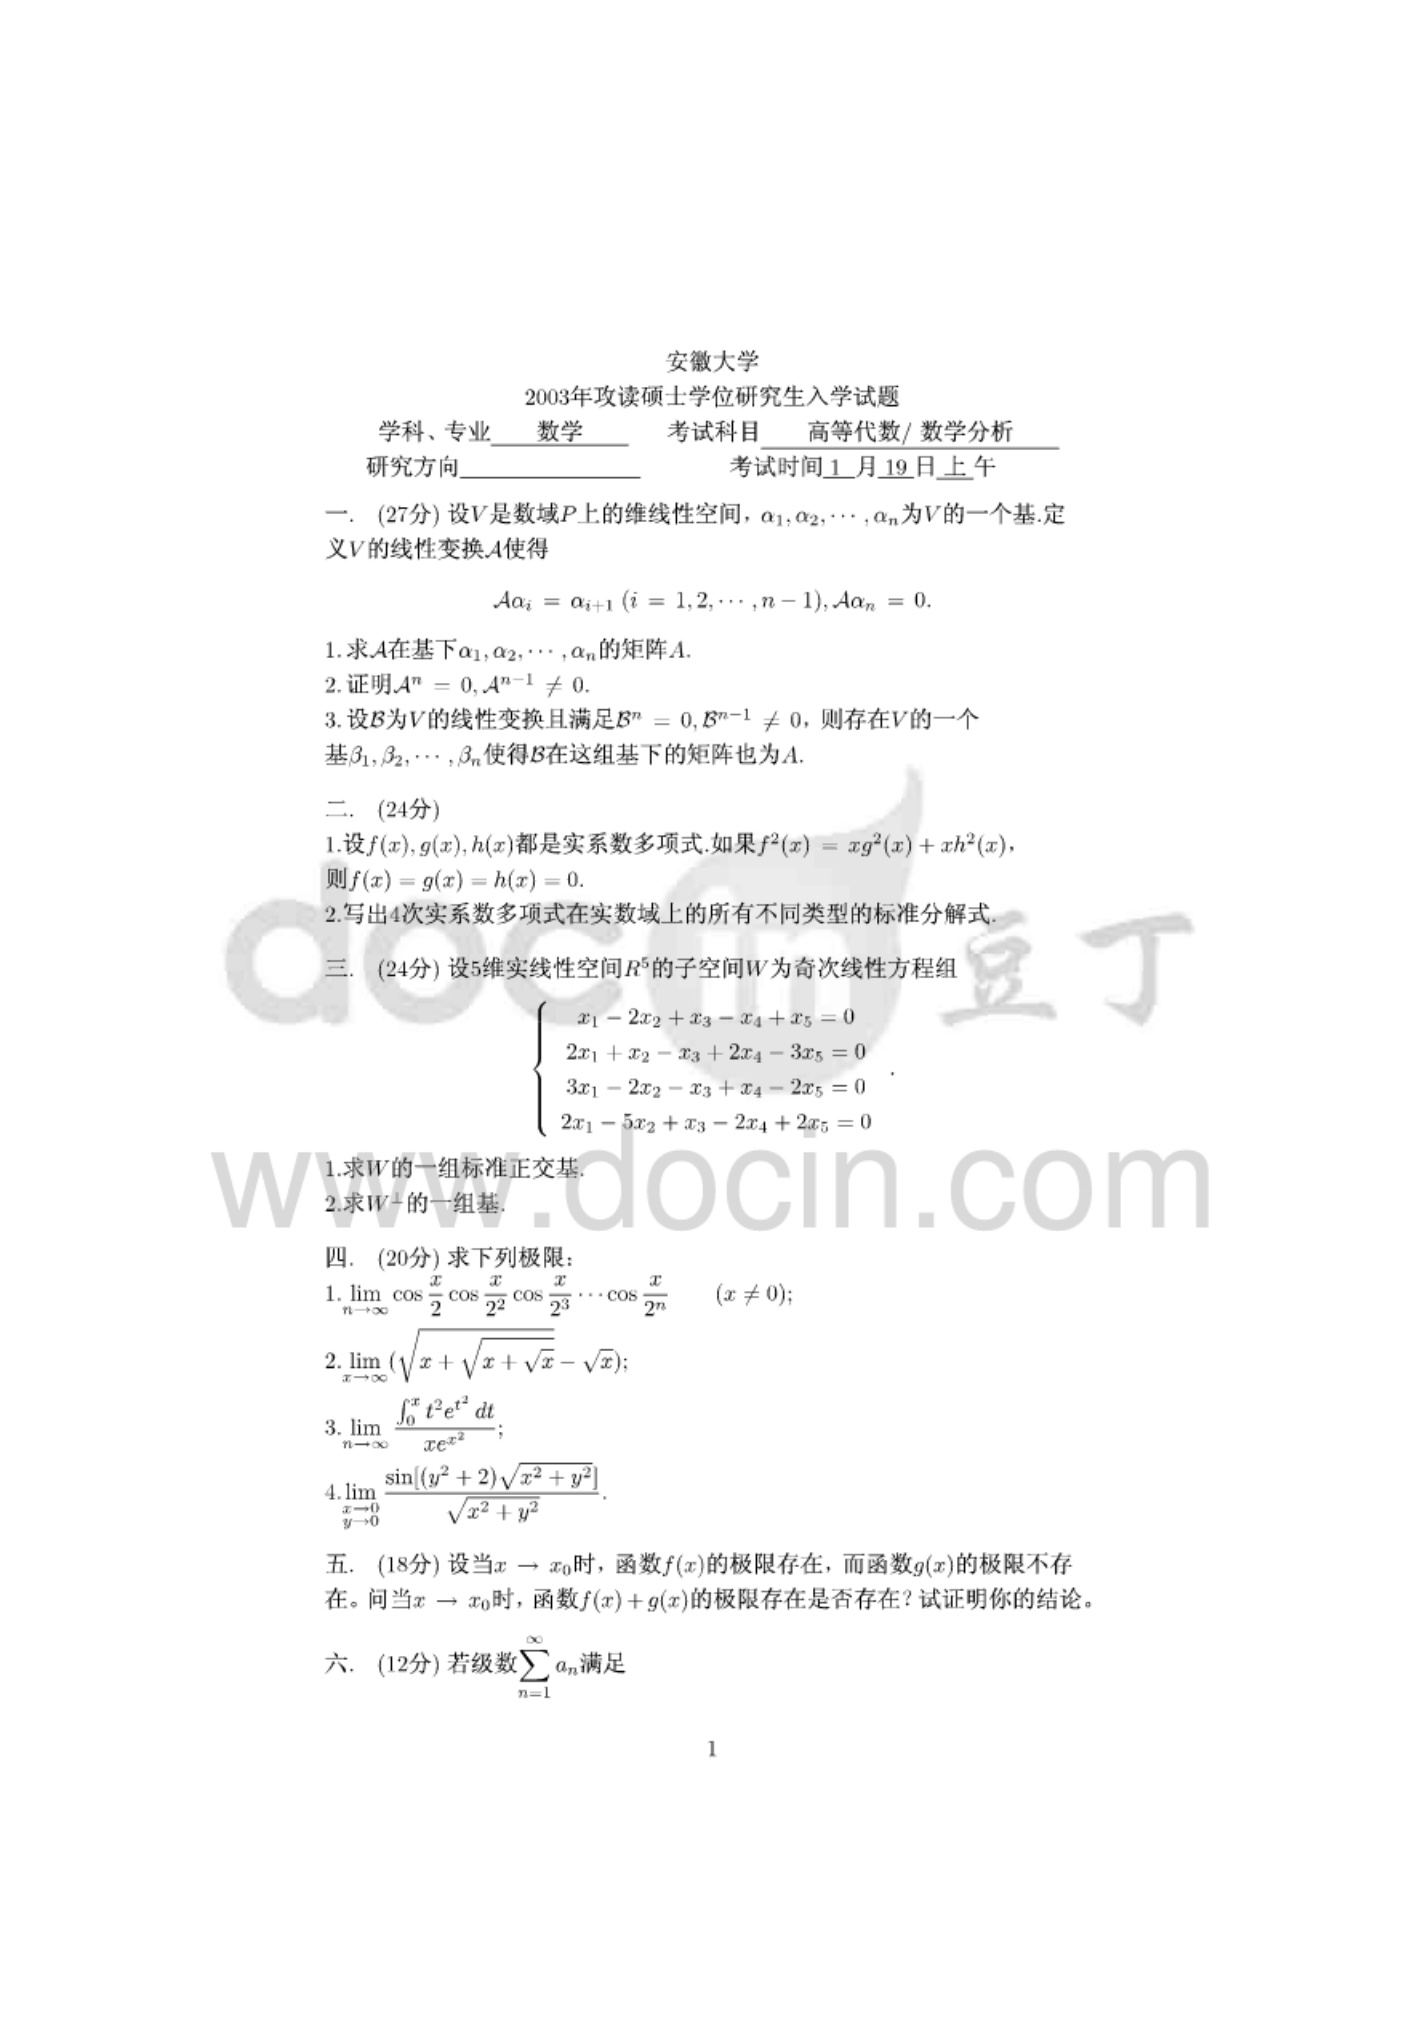 安徽大学
2003年攻读硕士学位研究生入学试题
学科、专业 数学 考试科目 高等代数/ 数学分析
研究方向 考试时间 1 月 19 日 上 午
一. (27分) 设V是数域P上的维线性空间，α₁, α₂, ⋯ , αₙ为V的一个基.定
义V的线性变换𝒜使得
𝒜αᵢ = αᵢ₊₁ (i = 1, 2, ⋯ , n − 1), 𝒜αₙ = 0.
1. 求𝒜在基下α₁, α₂, ⋯ , αₙ的矩阵A.
2. 证明𝒜ⁿ = 0, 𝒜ⁿ⁻¹ ≠ 0.
3. 设ℬ为V的线性变换且满足ℬⁿ = 0, ℬⁿ⁻¹ ≠ 0，则存在V的一个
基β₁, β₂, ⋯ , βₙ使得ℬ在这组基下的矩阵也为A.
二. (24分)
1.设f(x), g(x), h(x)都是实系数多项式.如果f²(x) = xg²(x) + xh²(x)，
则f(x) = g(x) = h(x) = 0.
2.写出4次实系数多项式在实数域上的所有不同类型的标准分解式.
三. (24分) 设5维实线性空间R⁵的子空间W为奇次线性方程组
x₁ − 2x₂ + x₃ − x₄ + x₅ = 0
2x₁ + x₂ − x₃ + 2x₄ − 3x₅ = 0
3x₁ − 2x₂ − x₃ + x₄ − 2x₅ = 0
2x₁ − 5x₂ + x₃ − 2x₄ + 2x₅ = 0
.
1.求W的一组标准正交基.
2.求W⊥的一组基.
四. (20分) 求下列极限：
1. lim_{n→∞} cos x/2 cos x/2² cos x/2³ ⋯ cos x/2ⁿ (x ≠ 0);
2. lim_{x→∞} (√(x + √(x + √x)) − √x);
3. lim_{n→∞} ∫₀ˣ t²e^{t²} dt / xe^{x²};
4. lim_{x→0 y→0} sin[(y² + 2)√(x² + y²)] / √(x² + y²).
五. (18分) 设当x → x₀时，函数f(x)的极限存在，而函数g(x)的极限不存
在。问当x → x₀时，函数f(x) + g(x)的极限存在是否存在？试证明你的结论。
六. (12分) 若级数∑_{n=1}^{∞} aₙ满足
1
docin 豆丁
www.docin.com